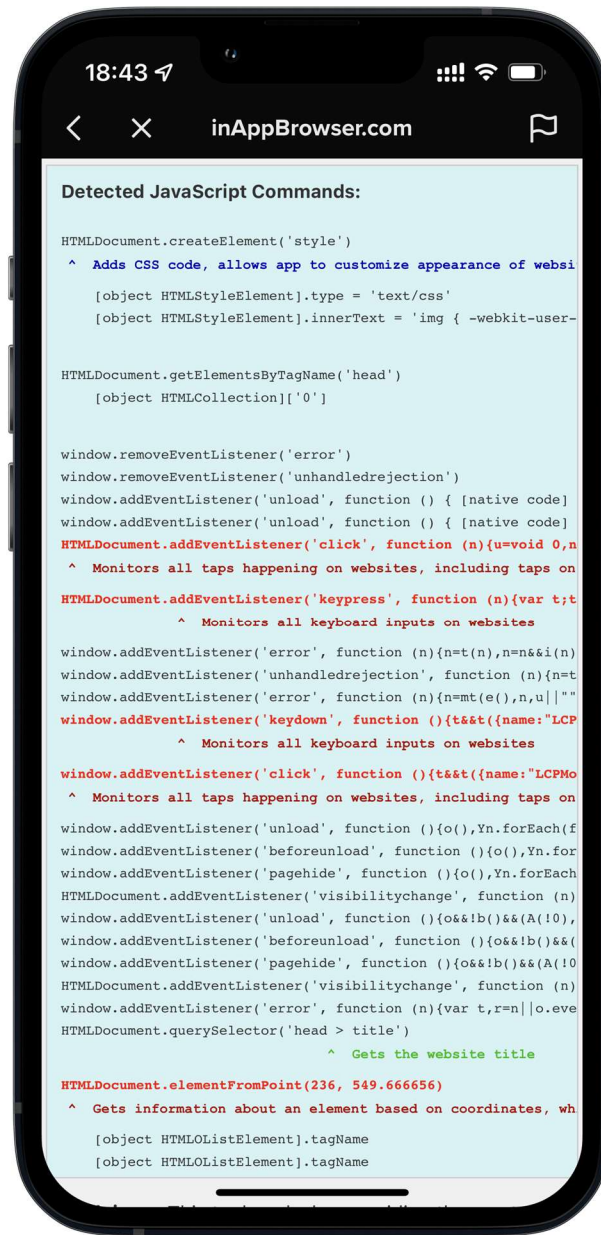 18:43
inAppBrowser.com
Detected JavaScript Commands:
HTMLDocument.createElement('style')
^ Adds CSS code, allows app to customize appearance of websi
[object HTMLStyleElement].type = 'text/css'
[object HTMLStyleElement].innerText = 'img { -webkit-user-
HTMLDocument.getElementsByTagName('head')
[object HTMLCollection]['0']
window.removeEventListener('error')
window.removeEventListener('unhandledrejection')
window.addEventListener('unload', function () { [native code]
window.addEventListener('unload', function () { [native code]
HTMLDocument.addEventListener('click', function (n){u=void 0,n
^ Monitors all taps happening on websites, including taps on
HTMLDocument.addEventListener('keypress', function (n){var t;t
^ Monitors all keyboard inputs on websites
window.addEventListener('error', function (n){n=t(n),n=n&&i(n)
window.addEventListener('unhandledrejection', function (n){n=t
window.addEventListener('error', function (n){n=mt(e(),n,u||""
window.addEventListener('keydown', function (){t&&t({name:"LCP
^ Monitors all keyboard inputs on websites
window.addEventListener('click', function (){t&&t({name:"LCPMo
^ Monitors all taps happening on websites, including taps on
window.addEventListener('unload', function (){o(),Yn.forEach(f
window.addEventListener('beforeunload', function (){o(),Yn.for
window.addEventListener('pagehide', function (){o(),Yn.forEach
HTMLDocument.addEventListener('visibilitychange', function (n)
window.addEventListener('unload', function (){o&&!b()&&(A(!0),
window.addEventListener('beforeunload', function (){o&&!b()&&(
window.addEventListener('pagehide', function (){o&&!b()&&(A(!0
HTMLDocument.addEventListener('visibilitychange', function (n)
window.addEventListener('error', function (n){var t,r=n||o.eve
HTMLDocument.querySelector('head > title')
^ Gets the website title
HTMLDocument.elementFromPoint(236, 549.666656)
^ Gets information about an element based on coordinates, wh
[object HTMLOListElement].tagName
[object HTMLOListElement].tagName